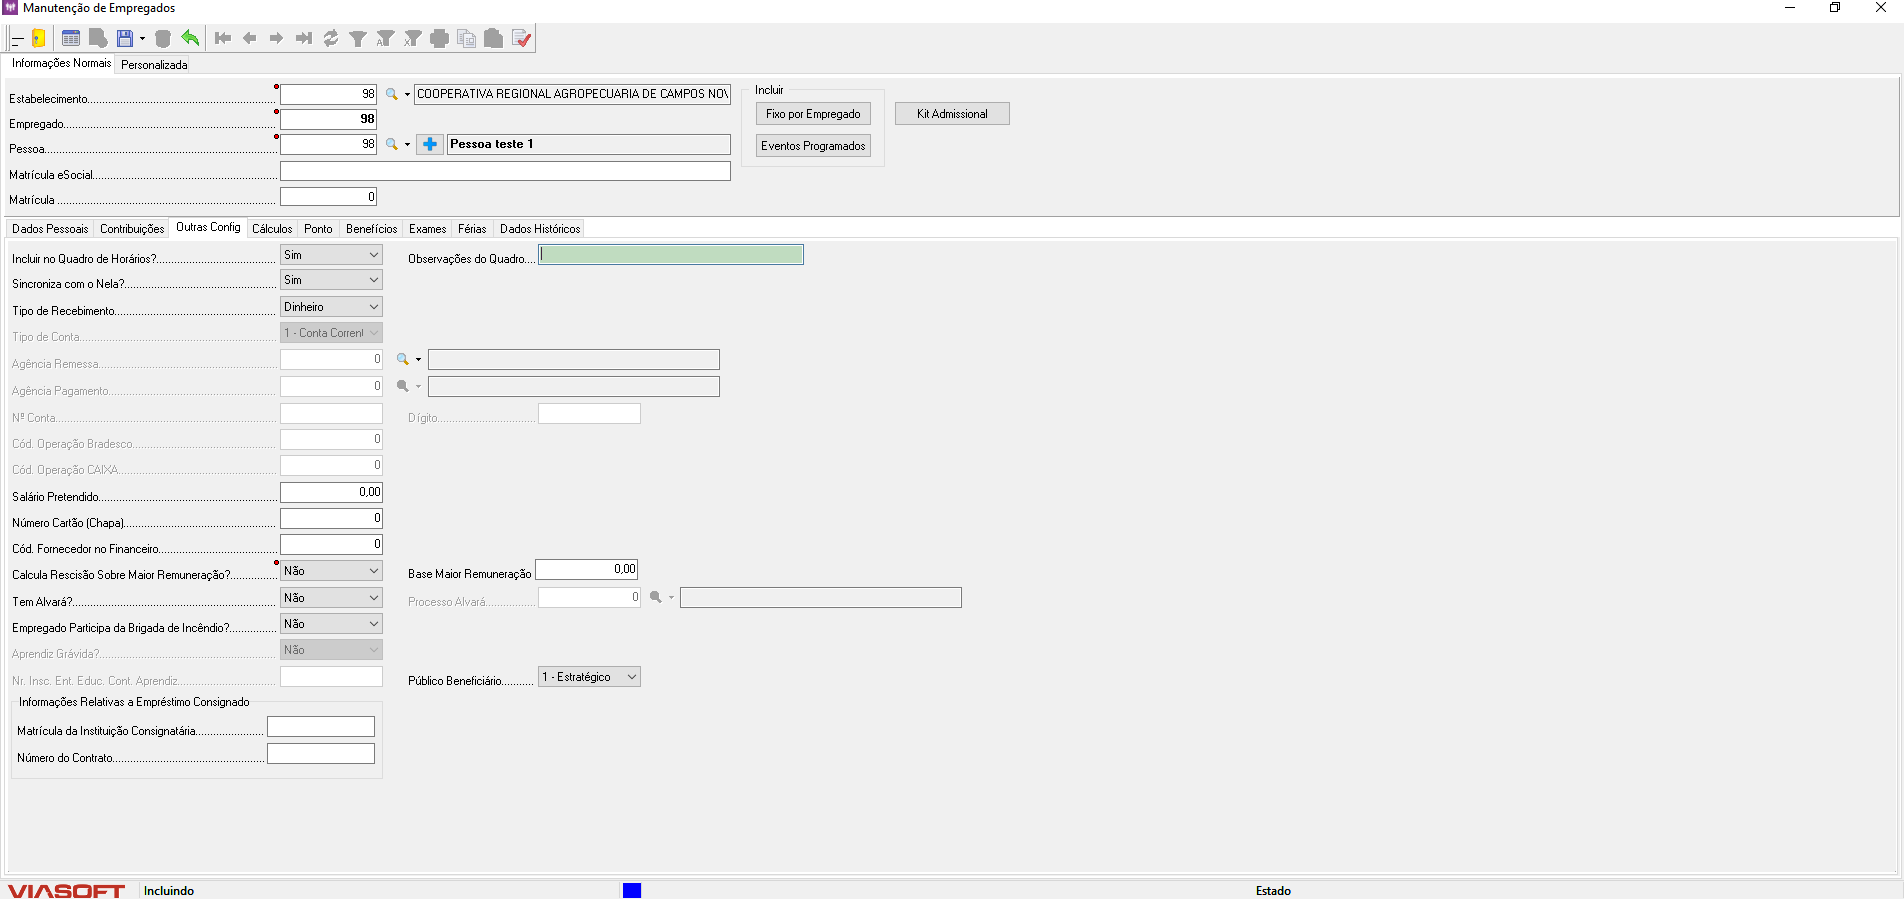 Manutenção de Empregados
Informações Normais Personalizada
Estabelecimento 98 COOPERATIVA REGIONAL AGROPECUARIA DE CAMPOS NOV
Empregado 98
Pessoa 98 Pessoa teste 1
Matrícula eSocial
Matrícula 0
Incluir
Fixo por Empregado
Eventos Programados
Kit Admissional
Dados Pessoais Contribuições Outras Config Cálculos Ponto Benefícios Exames Férias Dados Históricos
Incluir no Quadro de Horários? Sim Observações do Quadro
Sincroniza com o Nela? Sim
Tipo de Recebimento Dinheiro
Tipo de Conta 1 - Conta Corrent
Agência Remessa 0
Agência Pagamento 0
Nº Conta Dígito
Cód. Operação Bradesco 0
Cód. Operação CAIXA 0
Salário Pretendido 0,00
Número Cartão (Chapa) 0
Cód. Fornecedor no Financeiro 0
Calcula Rescisão Sobre Maior Remuneração? Não Base Maior Remuneração 0,00
Tem Alvará? Não Processo Alvará 0
Empregado Participa da Brigada de Incêndio? Não
Aprendiz Grávida? Não
Nr. Insc. Ent. Educ. Cont. Aprendiz Público Beneficiário 1 - Estratégico
Informações Relativas a Empréstimo Consignado
Matrícula da Instituição Consignatária
Número do Contrato
VIASOFT Incluindo Estado